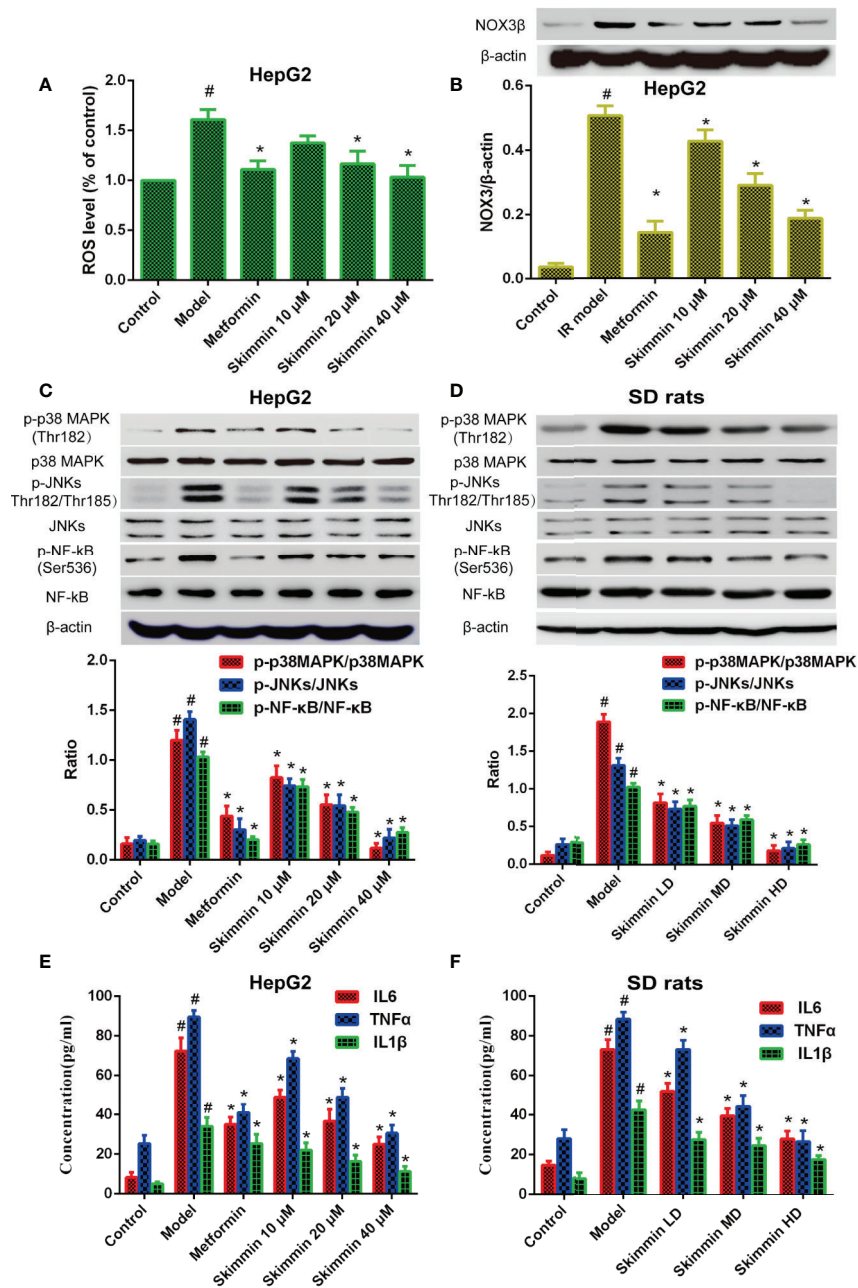 NOX3β
β-actin
A
HepG2
ROS level (% of control)
2.0
1.5
1.0
0.5
0.0
#
*
*
*
Control
Model
Metformin
Skimmin 10 μM
Skimmin 20 μM
Skimmin 40 μM
B
HepG2
NOX3/β-actin
0.6
0.4
0.2
0.0
#
*
*
*
*
Control
IR model
Metformin
Skimmin 10 μM
Skimmin 20 μM
Skimmin 40 μM
C
HepG2
p-p38 MAPK
(Thr182)
p38 MAPK
p-JNKs
Thr182/Thr185)
JNKs
p-NF-kB
(Ser536)
NF-kB
β-actin
p-p38MAPK/p38MAPK
p-JNKs/JNKs
p-NF-κB/NF-κB
Ratio
2.0
1.5
1.0
0.5
0.0
# # #
* * *
* * *
* * *
* * *
Control
Model
Metformin
Skimmin 10 μM
Skimmin 20 μM
Skimmin 40 μM
D
SD rats
p-p38 MAPK
(Thr182)
p38 MAPK
p-JNKs
Thr182/Thr185)
JNKs
p-NF-kB
(Ser536)
NF-kB
β-actin
p-p38MAPK/p38MAPK
p-JNKs/JNKs
p-NF-κB/NF-κB
Ratio
2.5
2.0
1.5
1.0
0.5
0.0
# # #
* * *
* * *
* * *
Control
Model
Skimmin LD
Skimmin MD
Skimmin HD
E
HepG2
IL6
TNFα
IL1β
Concentration(pg/ml)
100
80
60
40
20
0
# # #
* * *
* * *
* * *
* * *
Control
Model
Metformin
Skimmin 10 μM
Skimmin 20 μM
Skimmin 40 μM
F
SD rats
IL6
TNFα
IL1β
Concentration(pg/ml)
100
80
60
40
20
0
# # #
* * *
* * *
* * *
Control
Model
Skimmin LD
Skimmin MD
Skimmin HD